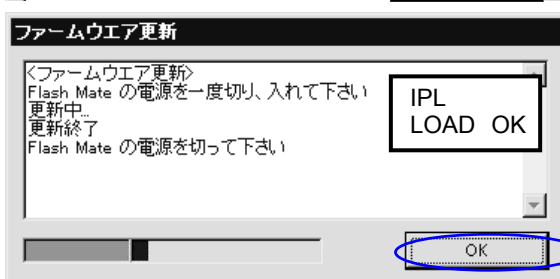 ファームウエア更新
<ファームウエア更新>
Flash Mate の電源を一度切り、入れて下さい
更新中...
更新終了
Flash Mate の電源を切って下さい
IPL
LOAD OK
OK